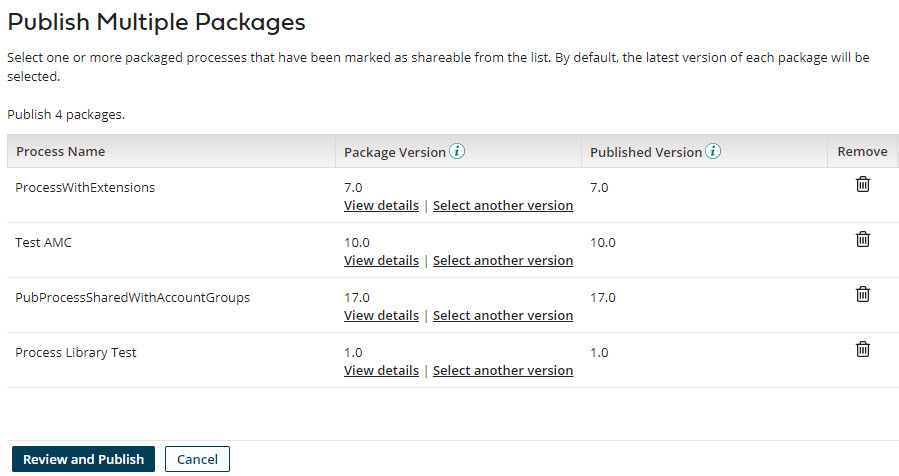 Publish Multiple Packages
Select one or more packaged processes that have been marked as shareable from the list. By default, the latest version of each package will be
selected.
Publish 4 packages.
Process Name Package Version i Published Version i Remove
ProcessWithExtensions 7.0 7.0
View details | Select another version
Test AMC 10.0 10.0
View details | Select another version
PubProcessSharedWithAccountGroups 17.0 17.0
View details | Select another version
Process Library Test 1.0 1.0
View details | Select another version
Review and Publish Cancel